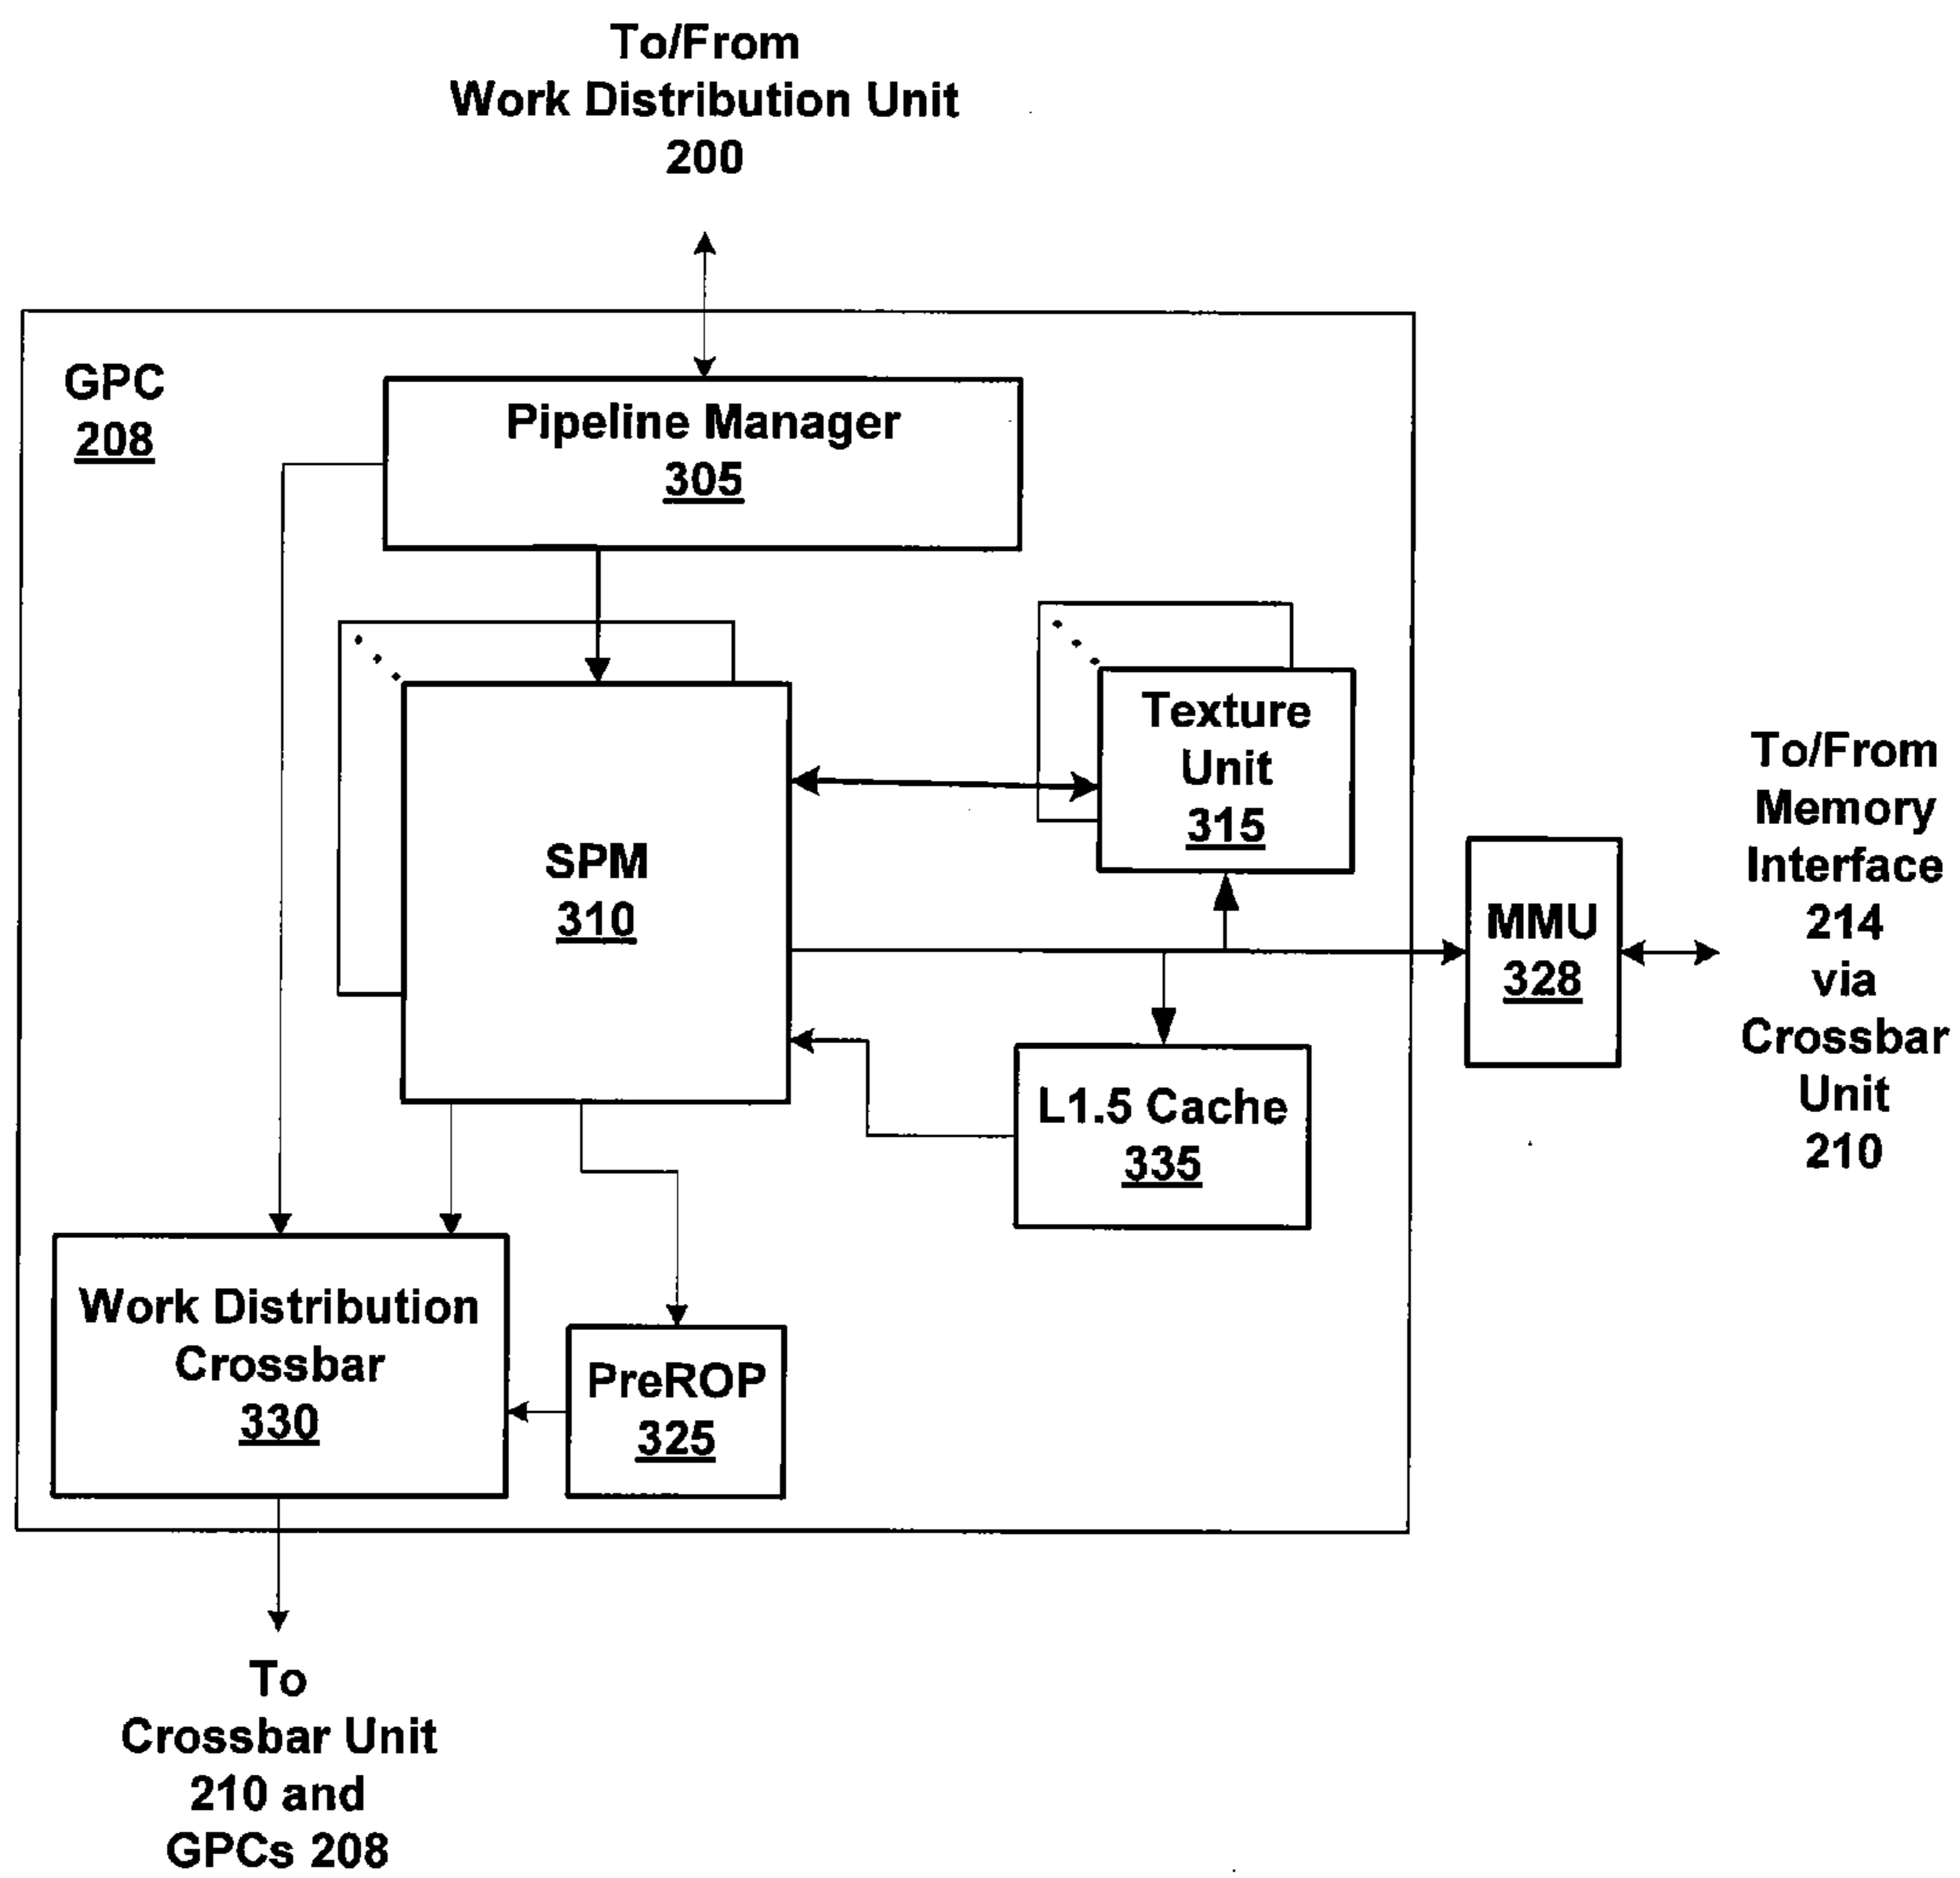 To/From
Work Distribution Unit
200
GPC
208
Pipeline Manager
305
Texture
Unit
315
SPM
310
To/From
Memory
Interface
214
via
Crossbar
Unit
210
MMU
328
L1.5 Cache
335
Work Distribution
Crossbar
330
PreROP
325
To
Crossbar Unit
210 and
GPCs 208